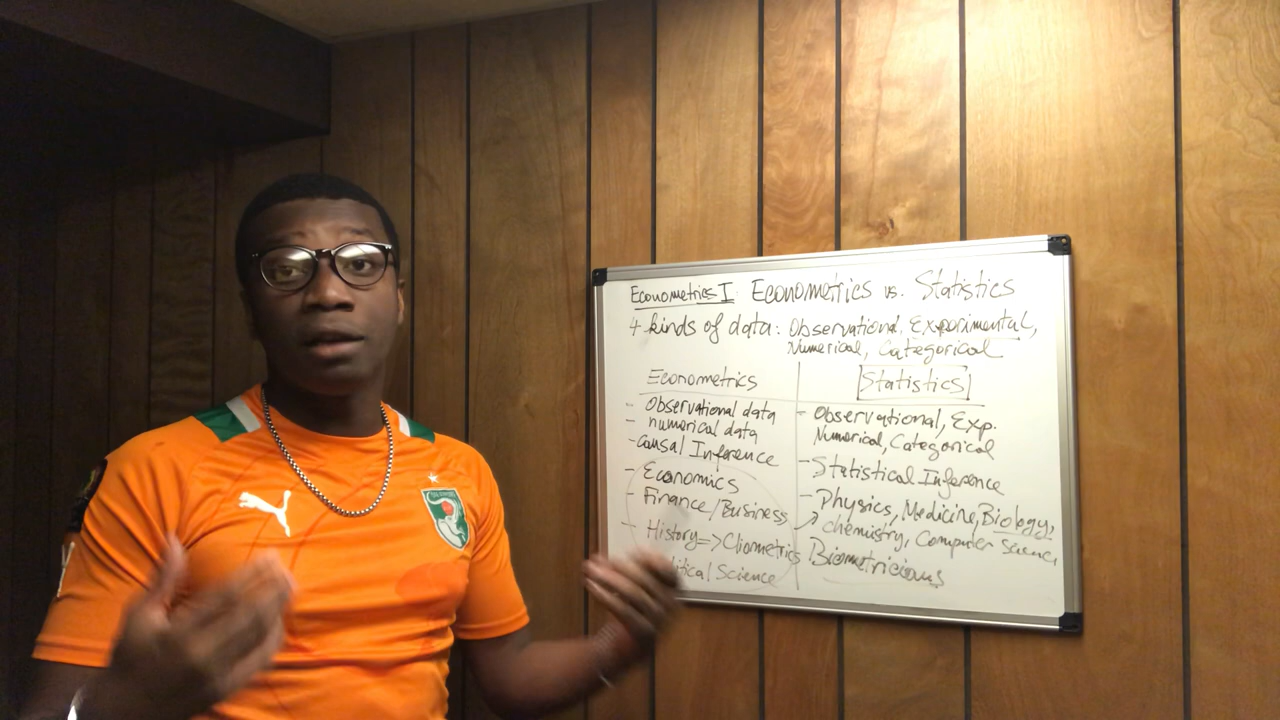 Econometrics I Econometrics vs. Statistics
4 kinds of data: Observational, Experimental,
Numerical, Categorical
Econometrics
- Observational data
- numerical data
- causal Inference
- Economics
- Finance/Business
- History=>Cliometrics
litical Science
Statistics
- Observational, Exp.
Numerical, Categorical
- Statistical Inference
- Physics, Medicine, Biology,
chemistry, Computer Science,
Biometricians